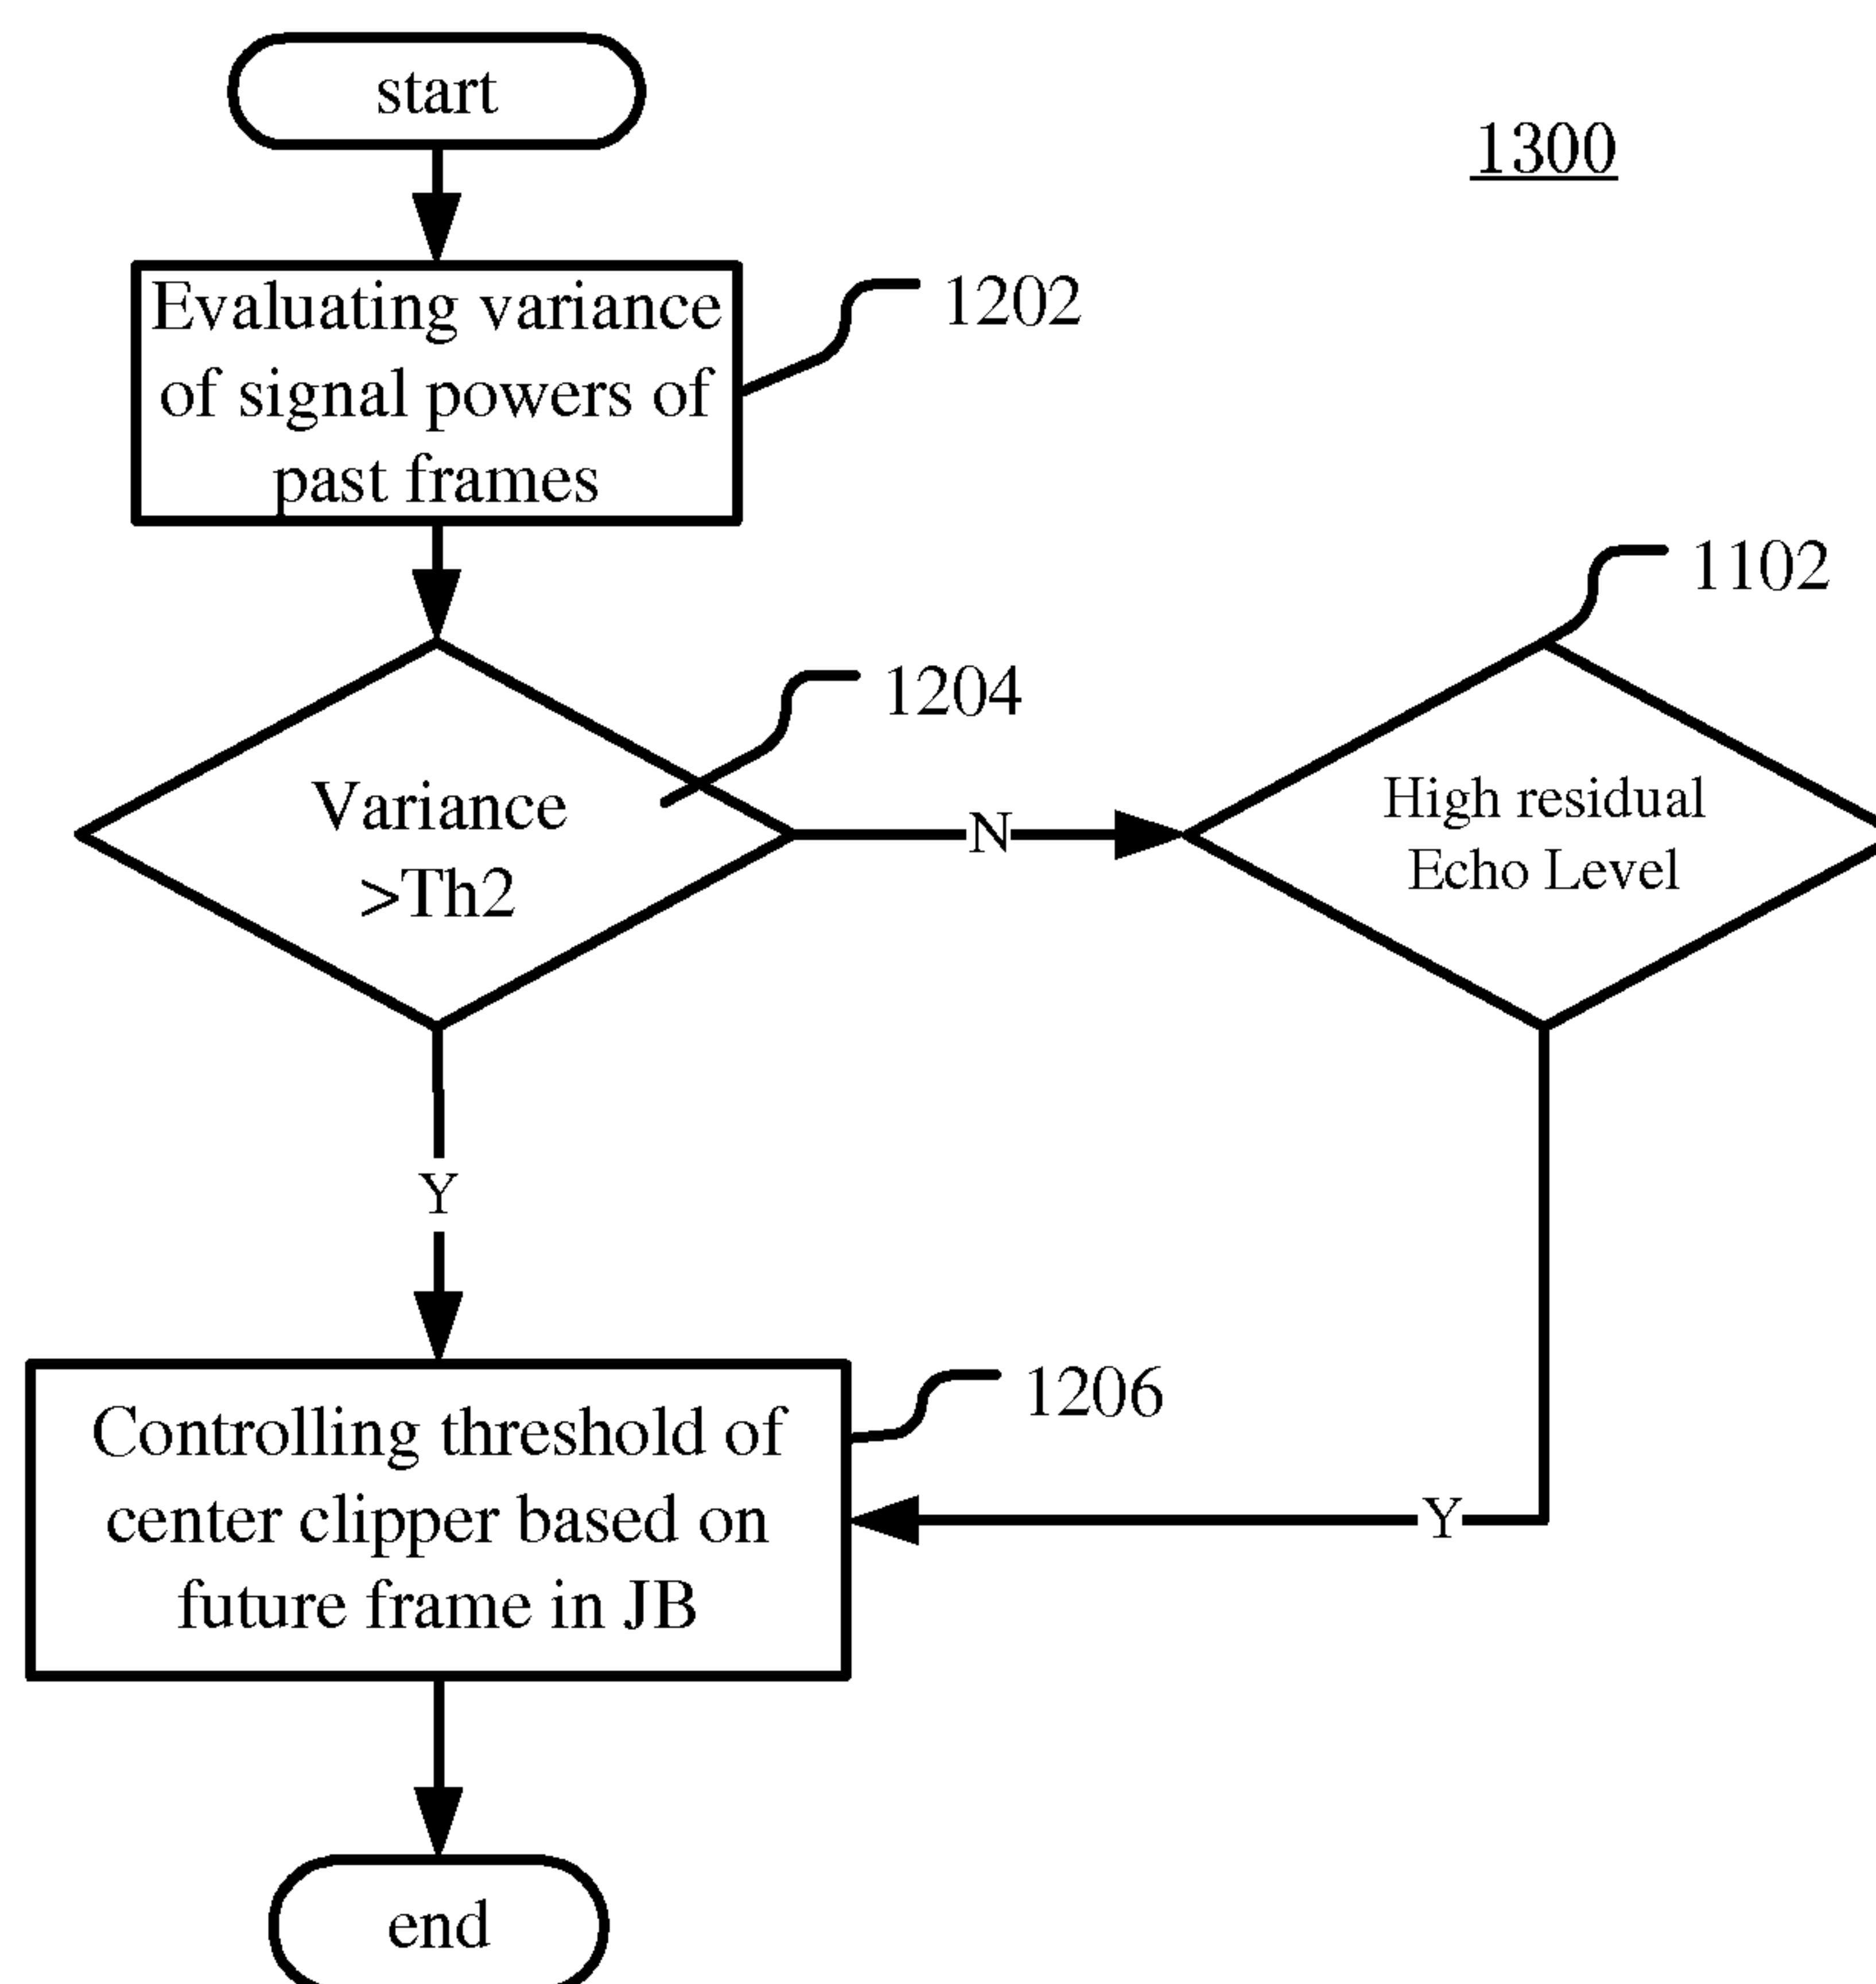 start
1300
Evaluating variance
of signal powers of
past frames
1202
1102
1204
Variance
>Th2
N
High residual
Echo Level
Y
1206
Controlling threshold of
center clipper based on
future frame in JB
Y
end